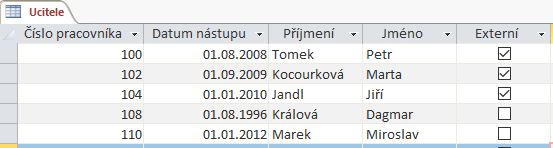 Ucitele
Číslo pracovníka Datum nástupu Příjmení Jméno Externí
100 01.08.2008 Tomek Petr
102 01.09.2009 Kocourková Marta
104 01.01.2010 Jandl Jiří
108 01.08.1996 Králová Dagmar
110 01.01.2012 Marek Miroslav